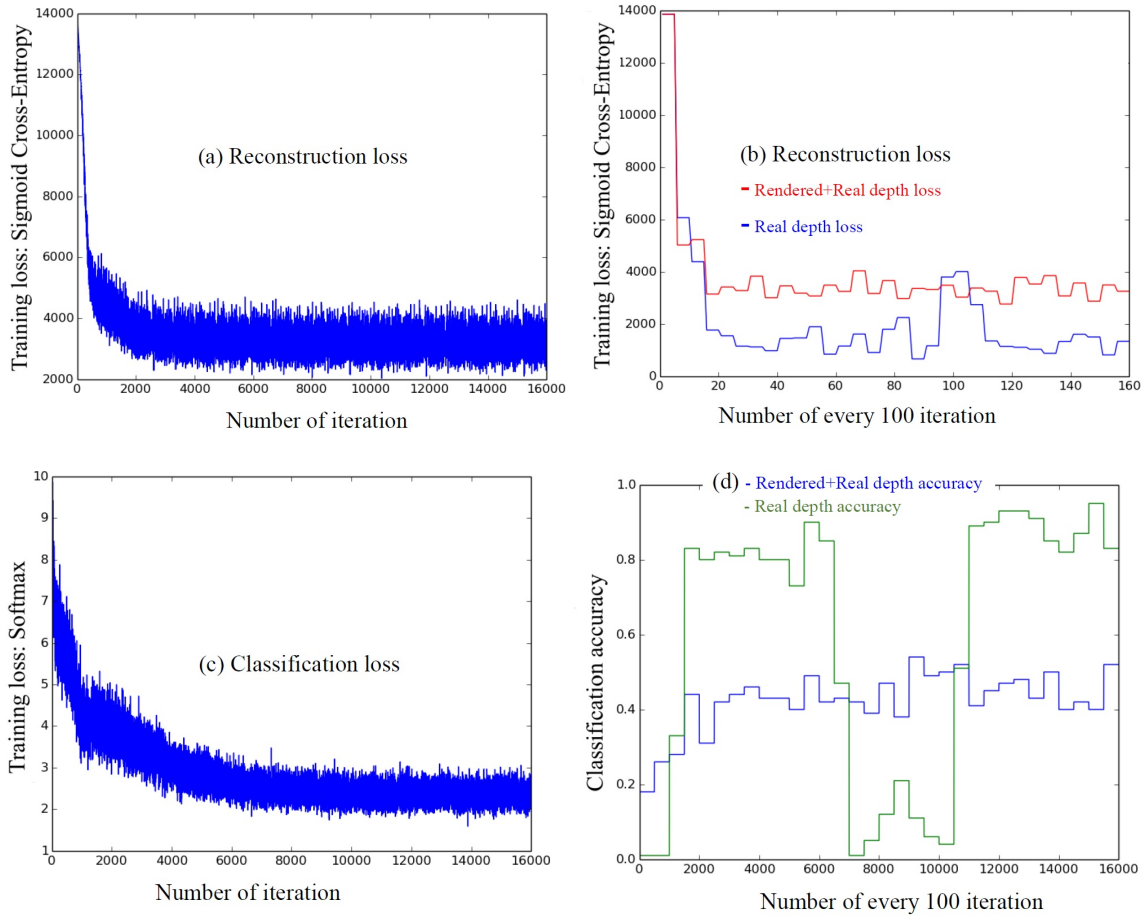 14000
12000
10000
8000
6000
4000
2000
0 2000 4000 6000 8000 10000 12000 14000 16000
Training loss: Sigmoid Cross-Entropy
(a) Reconstruction loss
Number of iteration
14000
12000
10000
8000
6000
4000
2000
0
0 20 40 60 80 100 120 140 160
Training loss: Sigmoid Cross-Entropy
(b) Reconstruction loss
Rendered+Real depth loss
Real depth loss
Number of every 100 iteration
10
9
8
7
6
5
4
3
2
1
0 2000 4000 6000 8000 10000 12000 14000 16000
Training loss: Softmax
(c) Classification loss
Number of iteration
(d) - Rendered+Real depth accuracy
- Real depth accuracy
1.0
0.8
0.6
0.4
0.2
0.0
0 2000 4000 6000 8000 10000 12000 14000 16000
Classification accuracy
Number of every 100 iteration